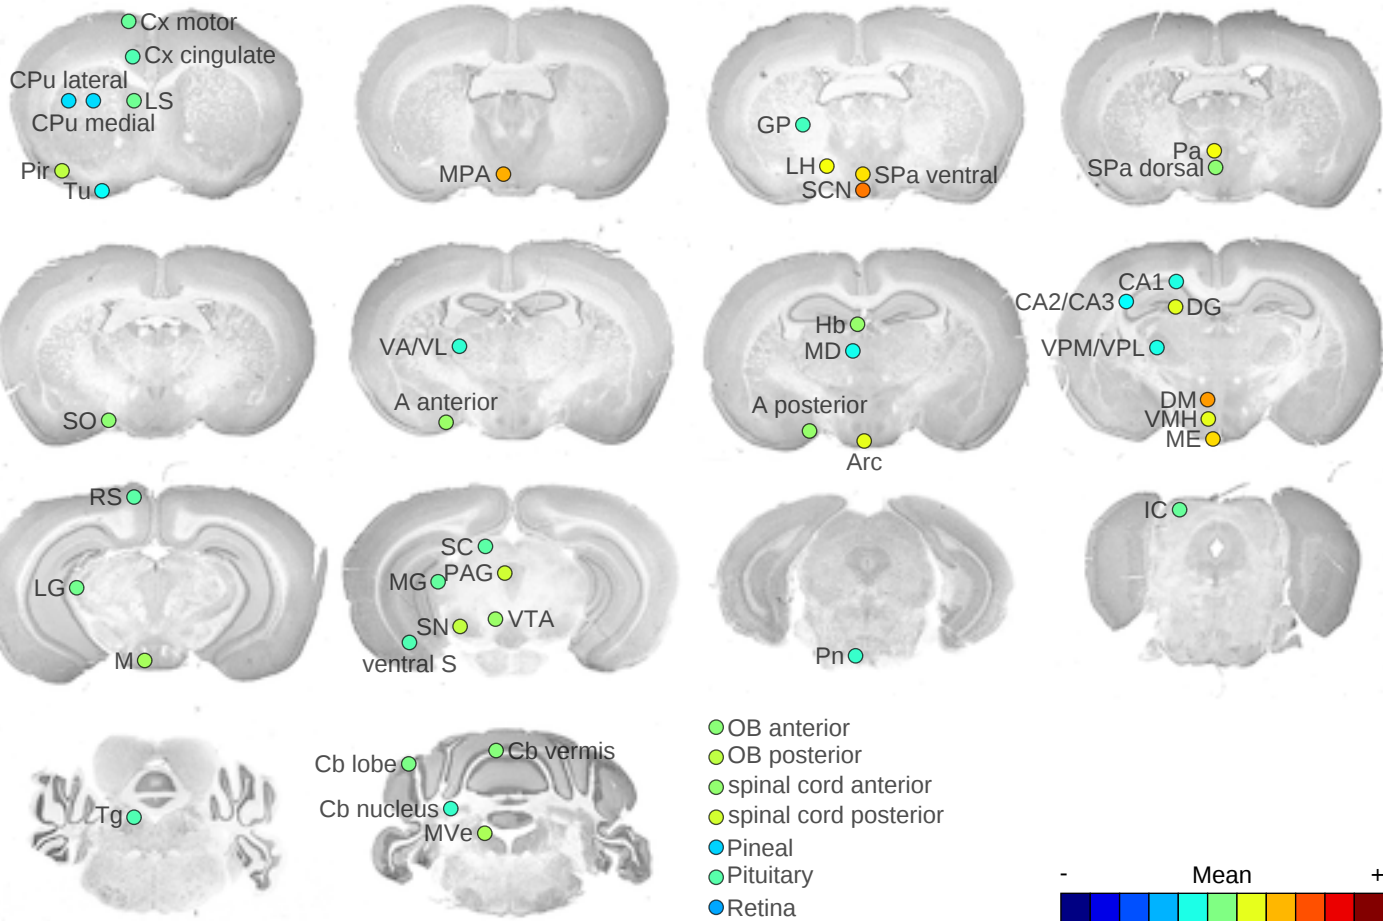 Cx motor
Cx cingulate
CPu lateral
LS
CPu medial
Pir
Tu
MPA
GP
LH
SPa ventral
SCN
Pa
SPa dorsal
SO
VA/VL
A anterior
Hb
MD
A posterior
Arc
CA1
CA2/CA3
DG
VPM/VPL
DM
VMH
ME
RS
LG
M
SC
MG
PAG
SN
VTA
ventral S
Pn
IC
Tg
Cb lobe
Cb vermis
Cb nucleus
MVe
OB anterior
OB posterior
spinal cord anterior
spinal cord posterior
Pineal
Pituitary
Retina
- Mean +